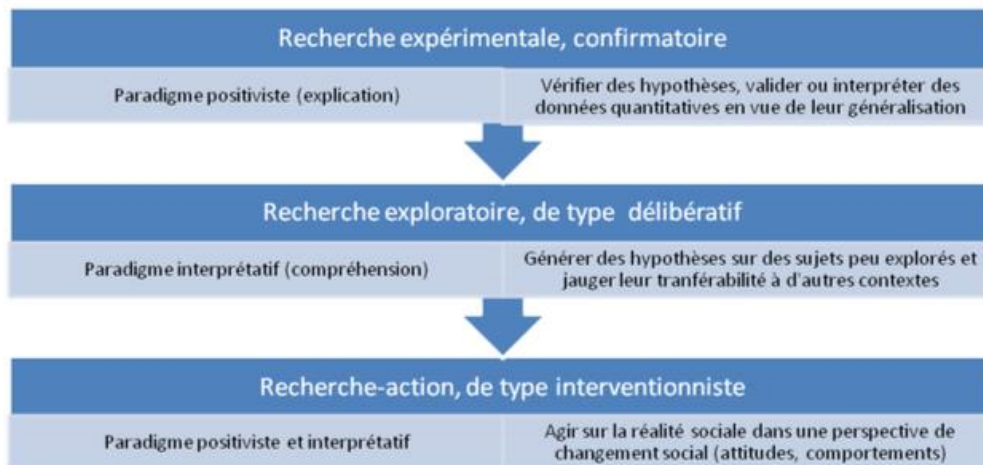 Recherche expérimentale, confirmatoire
Paradigme positiviste (explication)
Vérifier des hypothèses, valider ou interpréter des
données quantitatives en vue de leur généralisation
Recherche exploratoire, de type délibératif
Paradigme interprétatif (compréhension)
Générer des hypothèses sur des sujets peu explorés et
jauger leur tranférabilité à d'autres contextes
Recherche-action, de type interventionniste
Paradigme positiviste et interprétatif
Agir sur la réalité sociale dans une perspective de
changement social (attitudes, comportements)